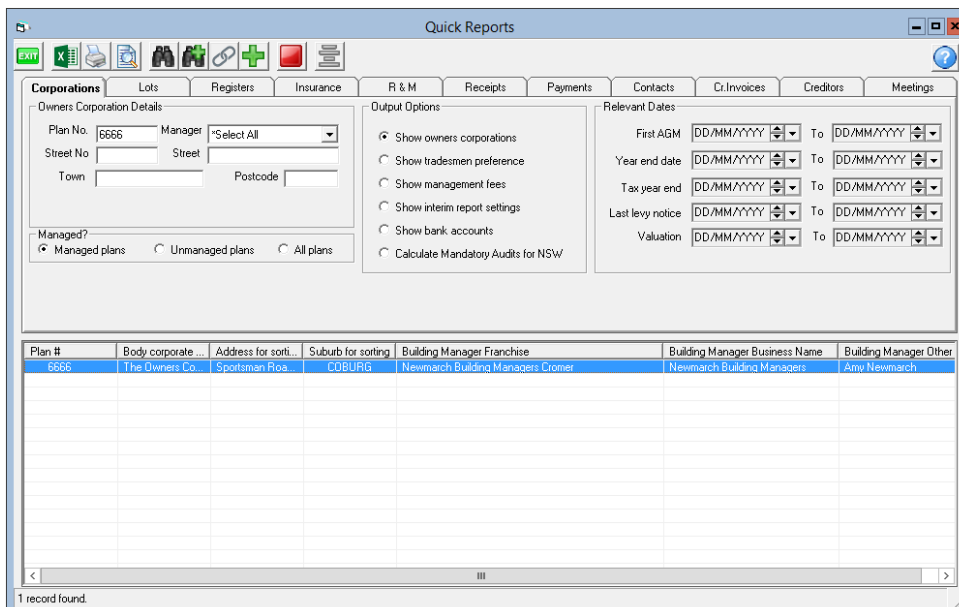 Quick Reports
EXIT
Corporations Lots Registers Insurance R & M Receipts Payments Contacts Cr.Invoices Creditors Meetings
Owners Corporation Details
Plan No. 6666 Manager *Select All
Street No Street
Town Postcode
Managed?
Managed plans Unmanaged plans All plans
Output Options
Show owners corporations
Show tradesmen preference
Show management fees
Show interim report settings
Show bank accounts
Calculate Mandatory Audits for NSW
Relevant Dates
First AGM DD/MM/YYYY To DD/MM/YYYY
Year end date DD/MM/YYYY To DD/MM/YYYY
Tax year end DD/MM/YYYY To DD/MM/YYYY
Last levy notice DD/MM/YYYY To DD/MM/YYYY
Valuation DD/MM/YYYY To DD/MM/YYYY
Plan # Body corporate ... Address for sorti... Suburb for sorting Building Manager Franchise Building Manager Business Name Building Manager Other
6666 The Owners Co... Sportsman Roa... COBURG Newmarch Building Managers Cromer Newmarch Building Managers Amy Newmarch
1 record found.